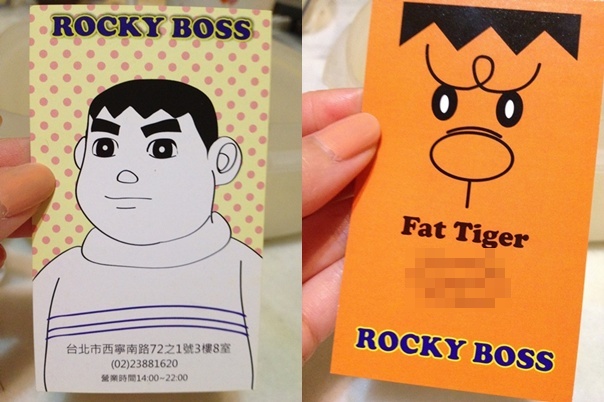 ROCKY BOSS
台北市西寧南路72之1號3樓8室
(02)23881620
營業時間14:00~22:00
Fat Tiger
ROCKY BOSS